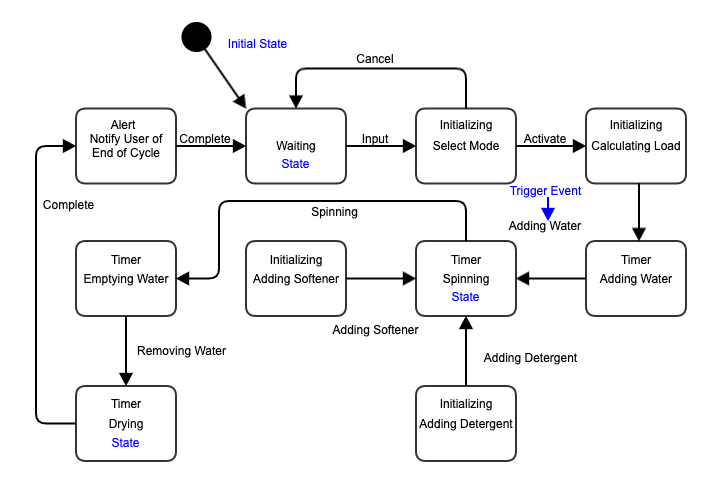 Initial State
Cancel
Alert
Notify User of
End of Cycle
Complete
Waiting
State
Input
Initializing
Select Mode
Activate
Initializing
Calculating Load
Trigger Event
Adding Water
Complete
Spinning
Timer
Emptying Water
Initializing
Adding Softener
Timer
Spinning
State
Timer
Adding Water
Adding Softener
Removing Water
Adding Detergent
Timer
Drying
State
Initializing
Adding Detergent